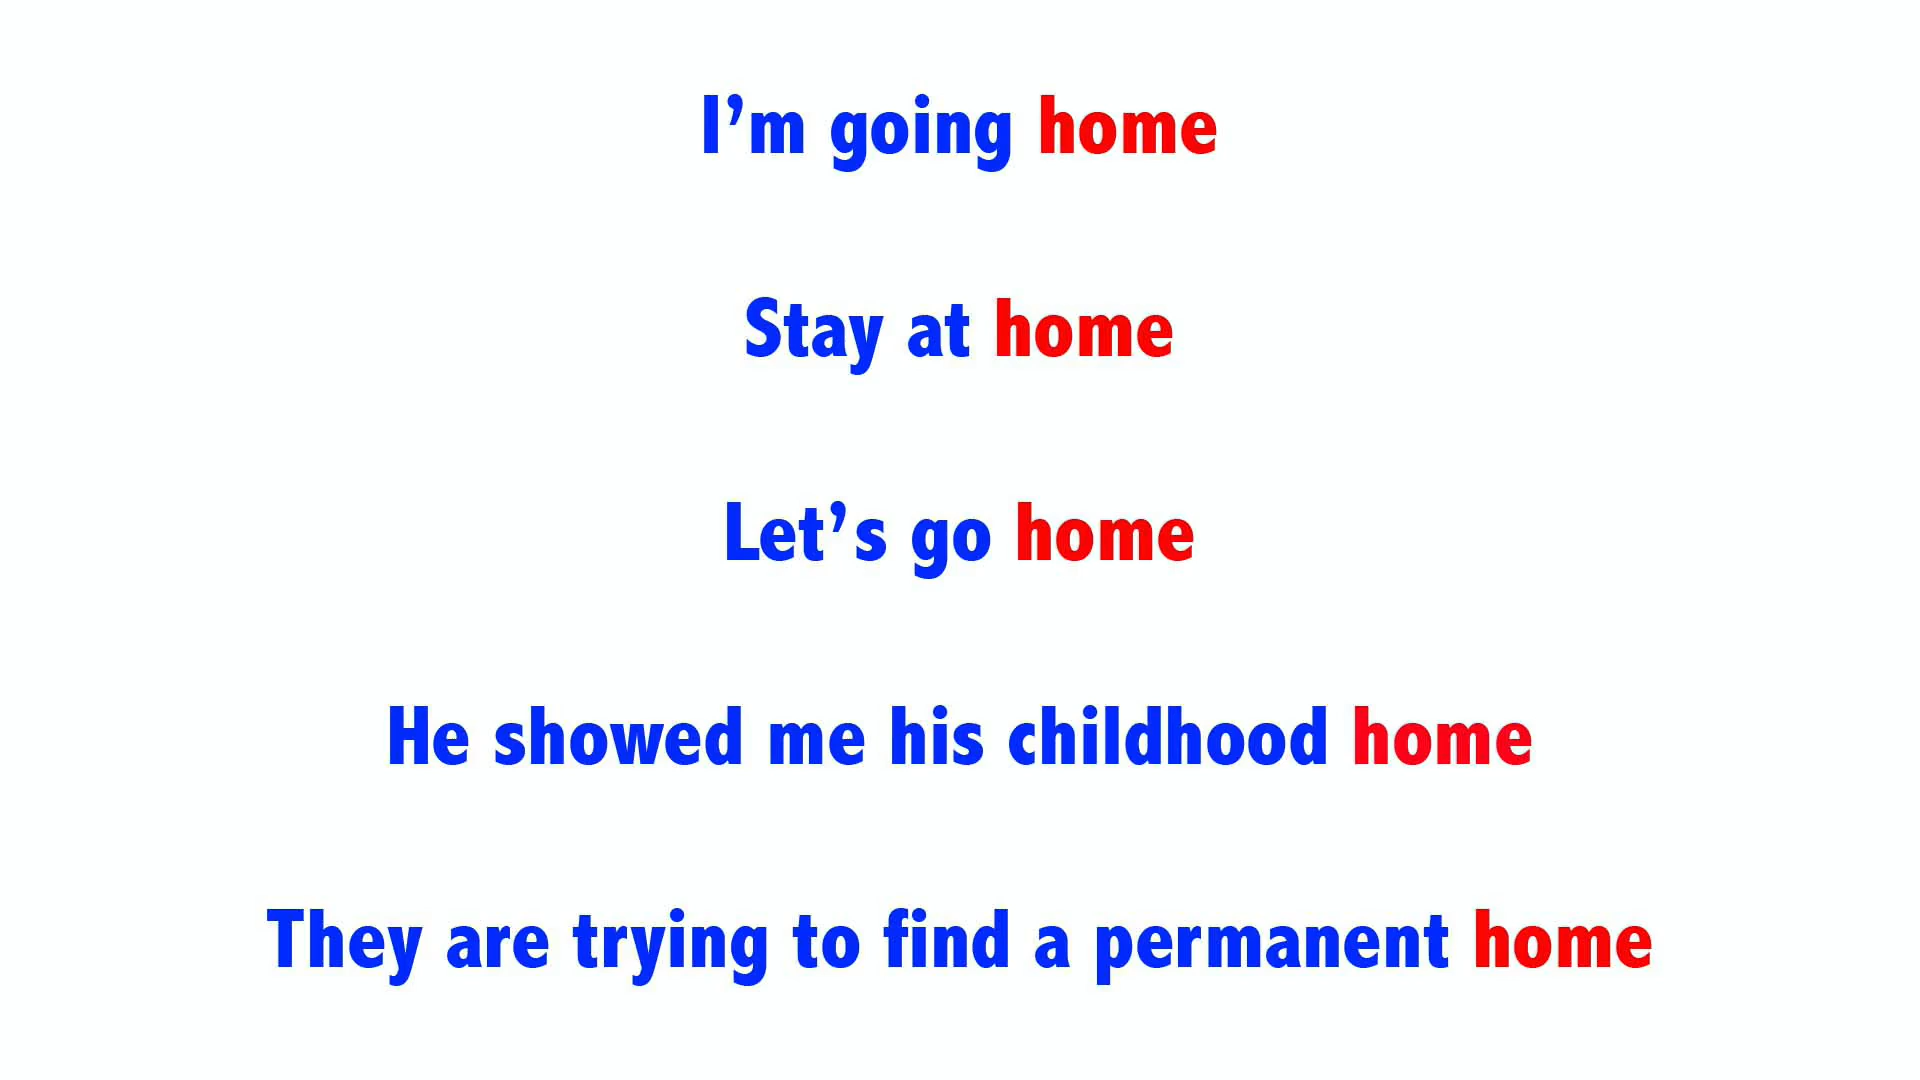 I’m going home
Stay at home
Let’s go home
He showed me his childhood home
They are trying to find a permanent home